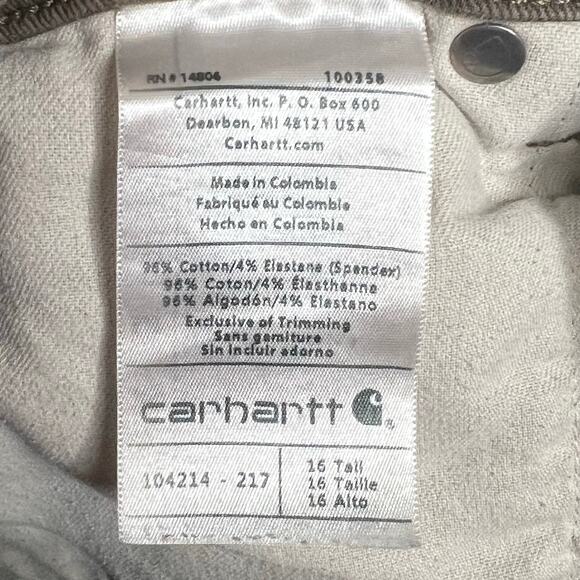 RN # 14806 100358
Carhartt, Inc. P. O. Box 600
Dearbon, MI 48121 USA
Carhartt.com
Made in Colombia
Fabriqué au Colombie
Hecho en Colombia
96% Cotton/4% Elastane (Spandex)
96% Coton/4% Élasthanne
96% Algodón/4% Elastano
Exclusive of Trimming
Sans garniture
Sin incluir adorno
carhartt
104214 - 217
16 Tall
16 Taille
16 Alto